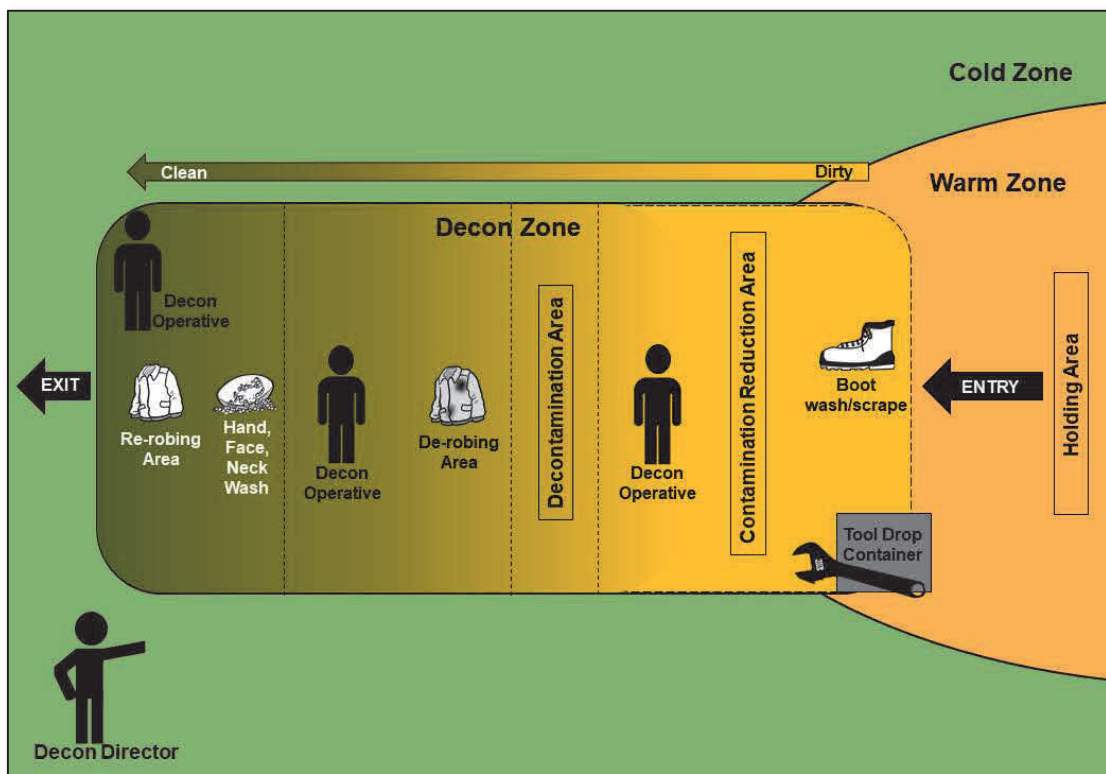 Cold Zone
Clean
Dirty
Warm Zone
Decon Zone
Decon
Operative
EXIT
Re-robing
Area
Hand,
Face,
Neck
Wash
Decon
Operative
De-robing
Area
Decontamination Area
Decon
Operative
Contamination Reduction Area
Boot
wash/scrape
ENTRY
Holding Area
Tool Drop
Container
Decon Director